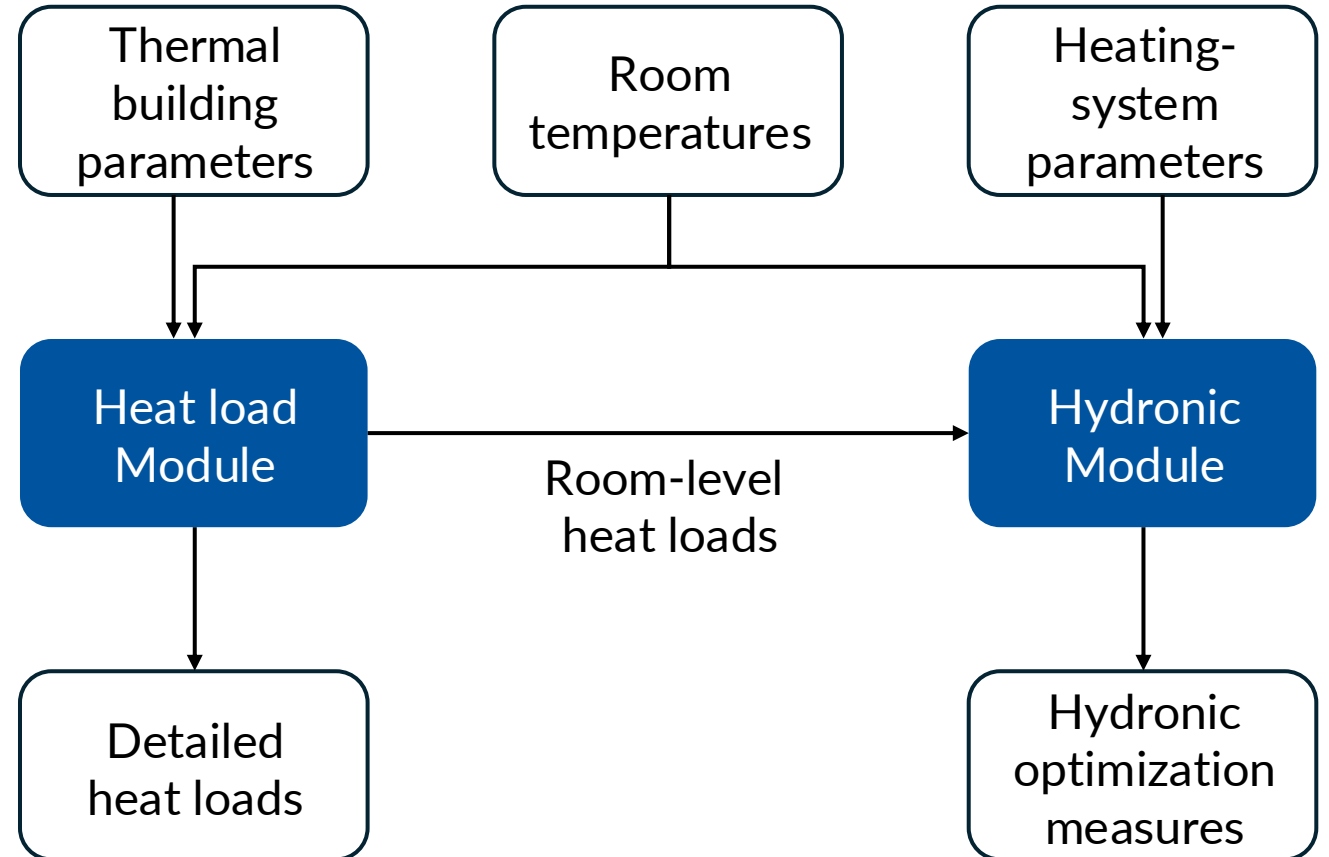 Thermal
building
parameters
Room
temperatures
Heating-
system
parameters
Heat load
Module
Room-level
heat loads
Hydronic
Module
Detailed
heat loads
Hydronic
optimization
measures